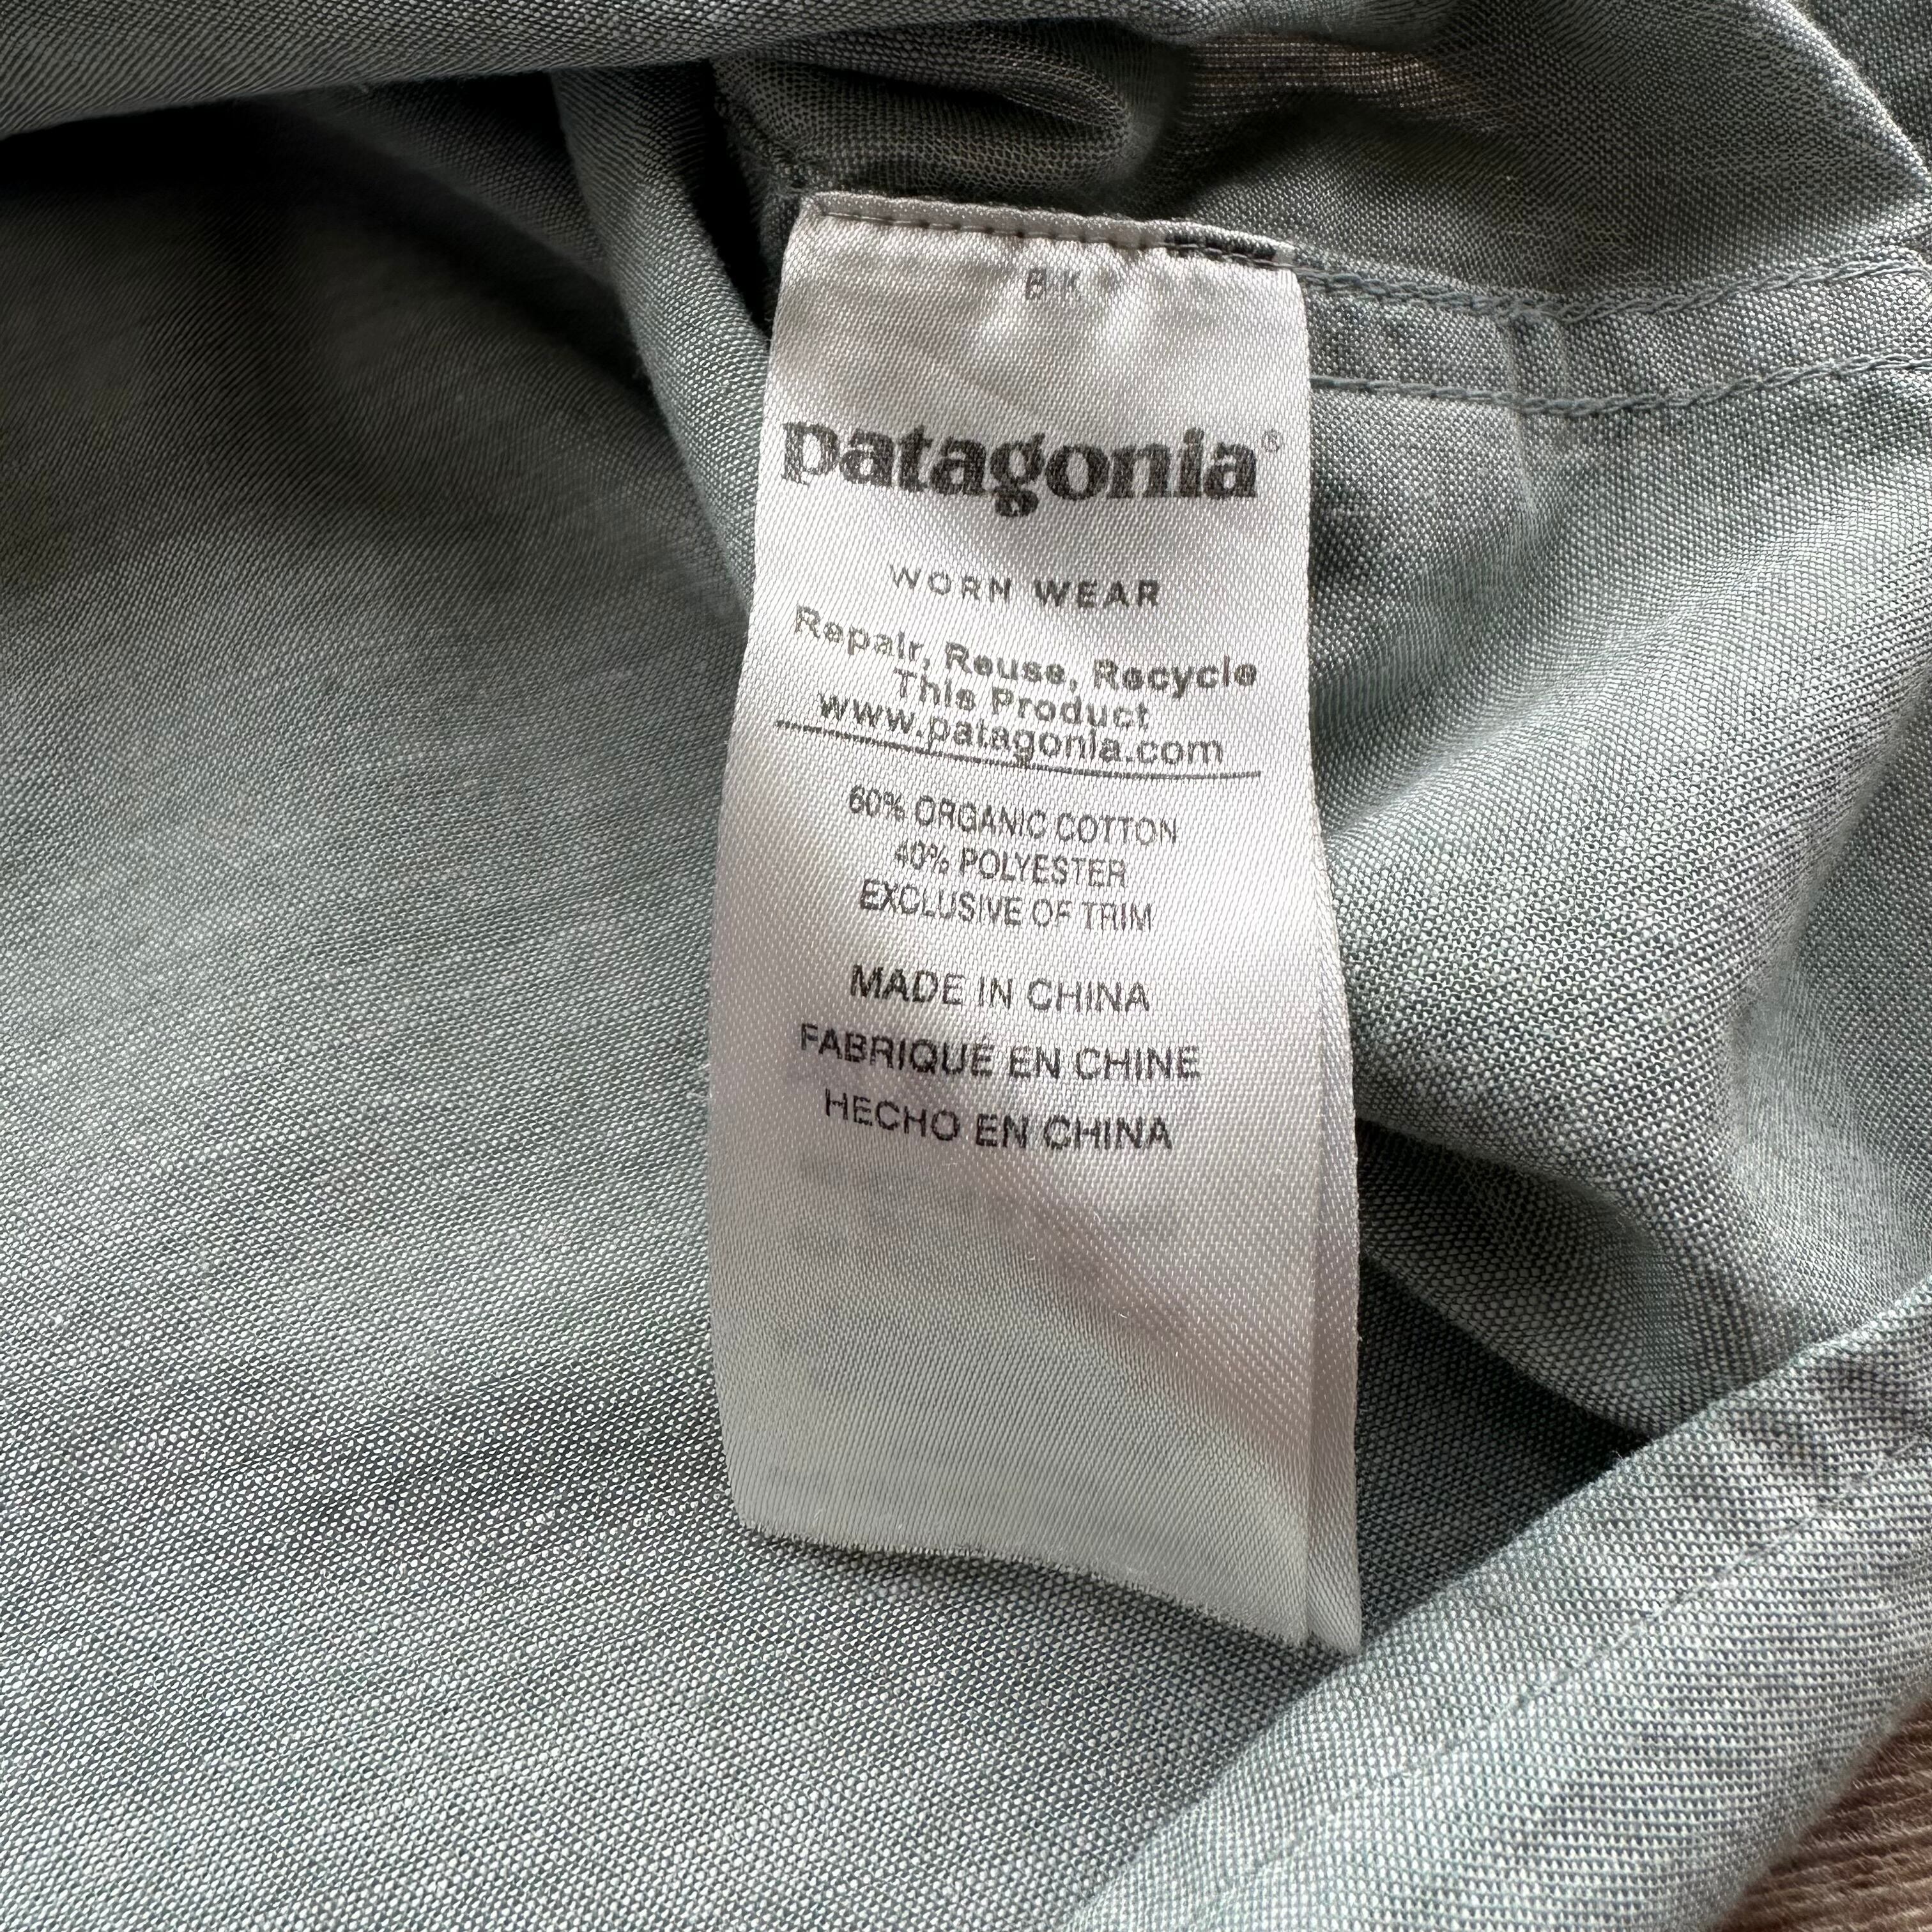 patagonia®
WORN WEAR
Repair, Reuse, Recycle
This Product
www.patagonia.com
60% ORGANIC COTTON
40% POLYESTER
EXCLUSIVE OF TRIM
MADE IN CHINA
FABRIQUÉ EN CHINE
HECHO EN CHINA